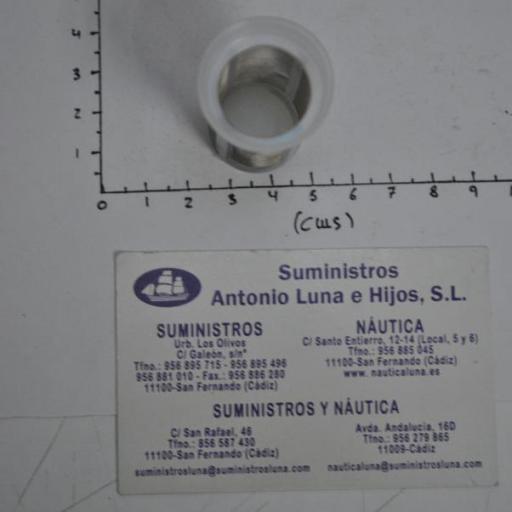 4
3
2
1
0 1 2 3 4 5 6 7 8 9
(cms)
Suministros
Antonio Luna e Hijos, S.L.
SUMINISTROS
Urb. Los Olivos
C/ Galeón, s/nº
Tfno.: 956 895 715 - 956 895 496
956 881 010 - Fax.: 956 886 280
11100-San Fernando (Cádiz)
NÁUTICA
C/ Santo Entierro, 12-14 (Local, 5 y 6)
Tfno.: 956 885 045
11100-San Fernando (Cádiz)
www. nauticaluna.es
SUMINISTROS Y NÁUTICA
C/ San Rafael, 46
Tfno.: 856 587 430
11100-San Fernando (Cádiz)
suministrosluna@suministrosluna.com
Avda. Andalucía, 16D
Tfno.: 956 279 865
11009-Cádiz
nauticaluna@suministrosluna.com